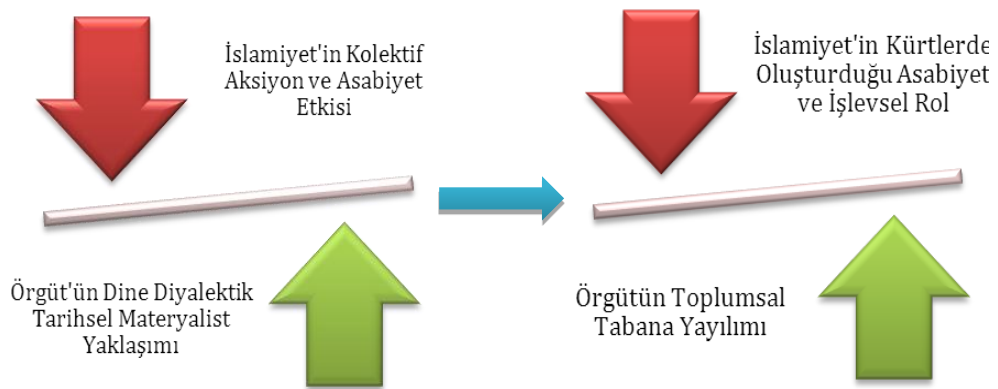 İslamiyet'in Kolektif
Aksiyon ve Asabiyet
Etkisi
Örgüt'ün Dine Diyalektik
Tarihsel Materyalist
Yaklaşımı
İslamiyet'in Kürtlerde
Oluşturduğu Asabiyet
ve İşlevsel Rol
Örgütün Toplumsal
Tabana Yayılımı